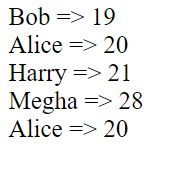 Bob => 19
Alice => 20
Harry => 21
Megha => 28
Alice => 20